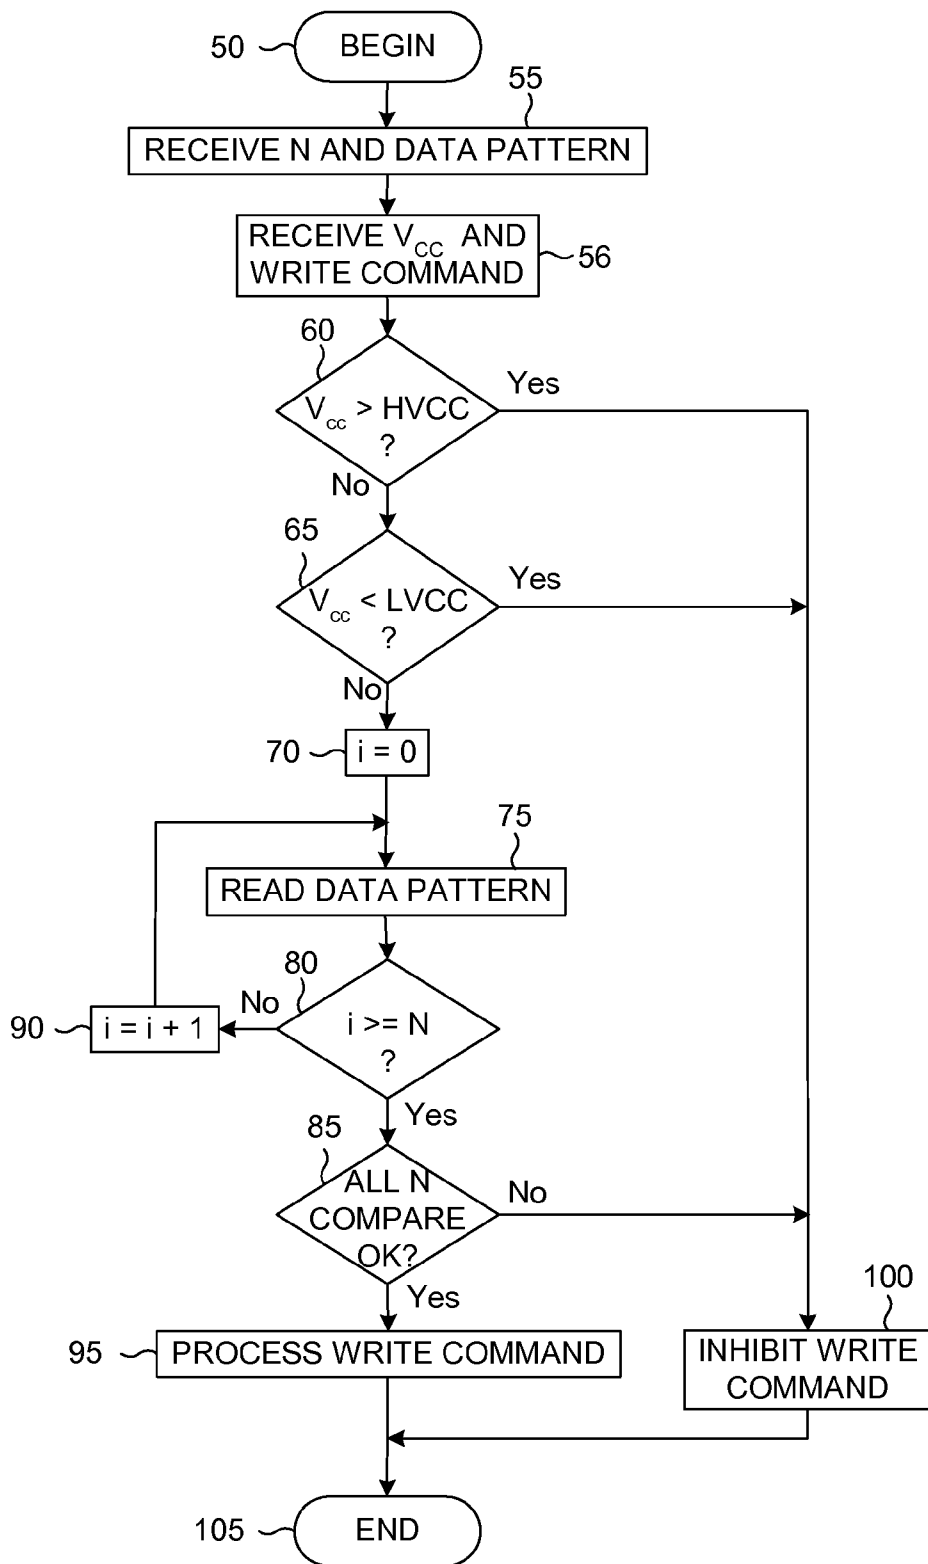 50
BEGIN
55
RECEIVE N AND DATA PATTERN
RECEIVE VCC AND
WRITE COMMAND
56
60
Yes
Vcc > HVCC
?
No
65
Yes
Vcc < LVCC
?
No
70
i = 0
75
READ DATA PATTERN
80
No
90
i = i + 1
i >= N
?
Yes
85
ALL N
COMPARE
OK?
No
Yes
100
95
PROCESS WRITE COMMAND
INHIBIT WRITE
COMMAND
105
END